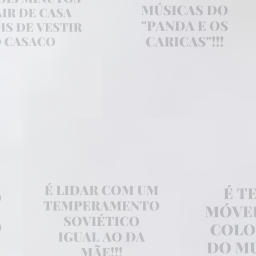 AIR DE CASA
IS DE VESTIR
O CASACO
MÚSICAS DO
"PANDA E OS
CARICAS"!!!
É LIDAR COM UM
TEMPERAMENTO
SOVIÉTICO
IGUAL AO DA
MÃE!!!
É TE
MÓVE
COLO
DO MU